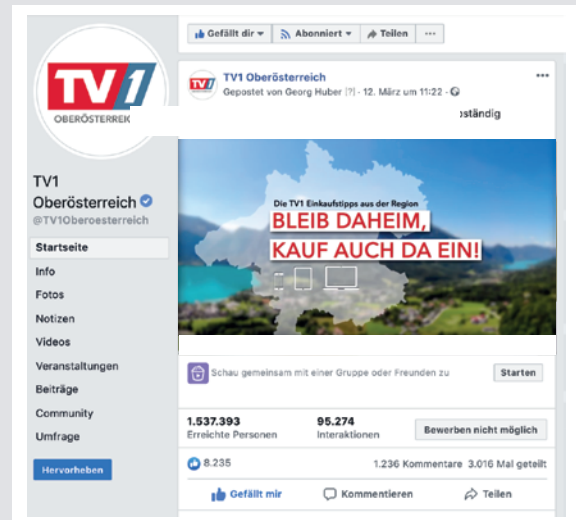 Gefällt dir Abonniert Teilen ...
TV1
OBERÖSTERREI
TV1 Oberösterreich
Gepostet von Georg Huber [?] · 12. März um 11:22 ·
TV1
Oberösterreich
@TV1Oberoesterreich
Startseite
Info
Fotos
Notizen
Videos
Veranstaltungen
Beiträge
Community
Umfrage
Hervorheben
TV1
ständig
Die TV1 Einkaufstipps aus der Region
BLEIB DAHEIM,
KAUF AUCH DA EIN!
Schau gemeinsam mit einer Gruppe oder Freunden zu Starten
1.537.393 95.274
Erreichte Personen Interaktionen Bewerben nicht möglich
8.235 1.236 Kommentare 3.016 Mal geteilt
Gefällt mir Kommentieren Teilen